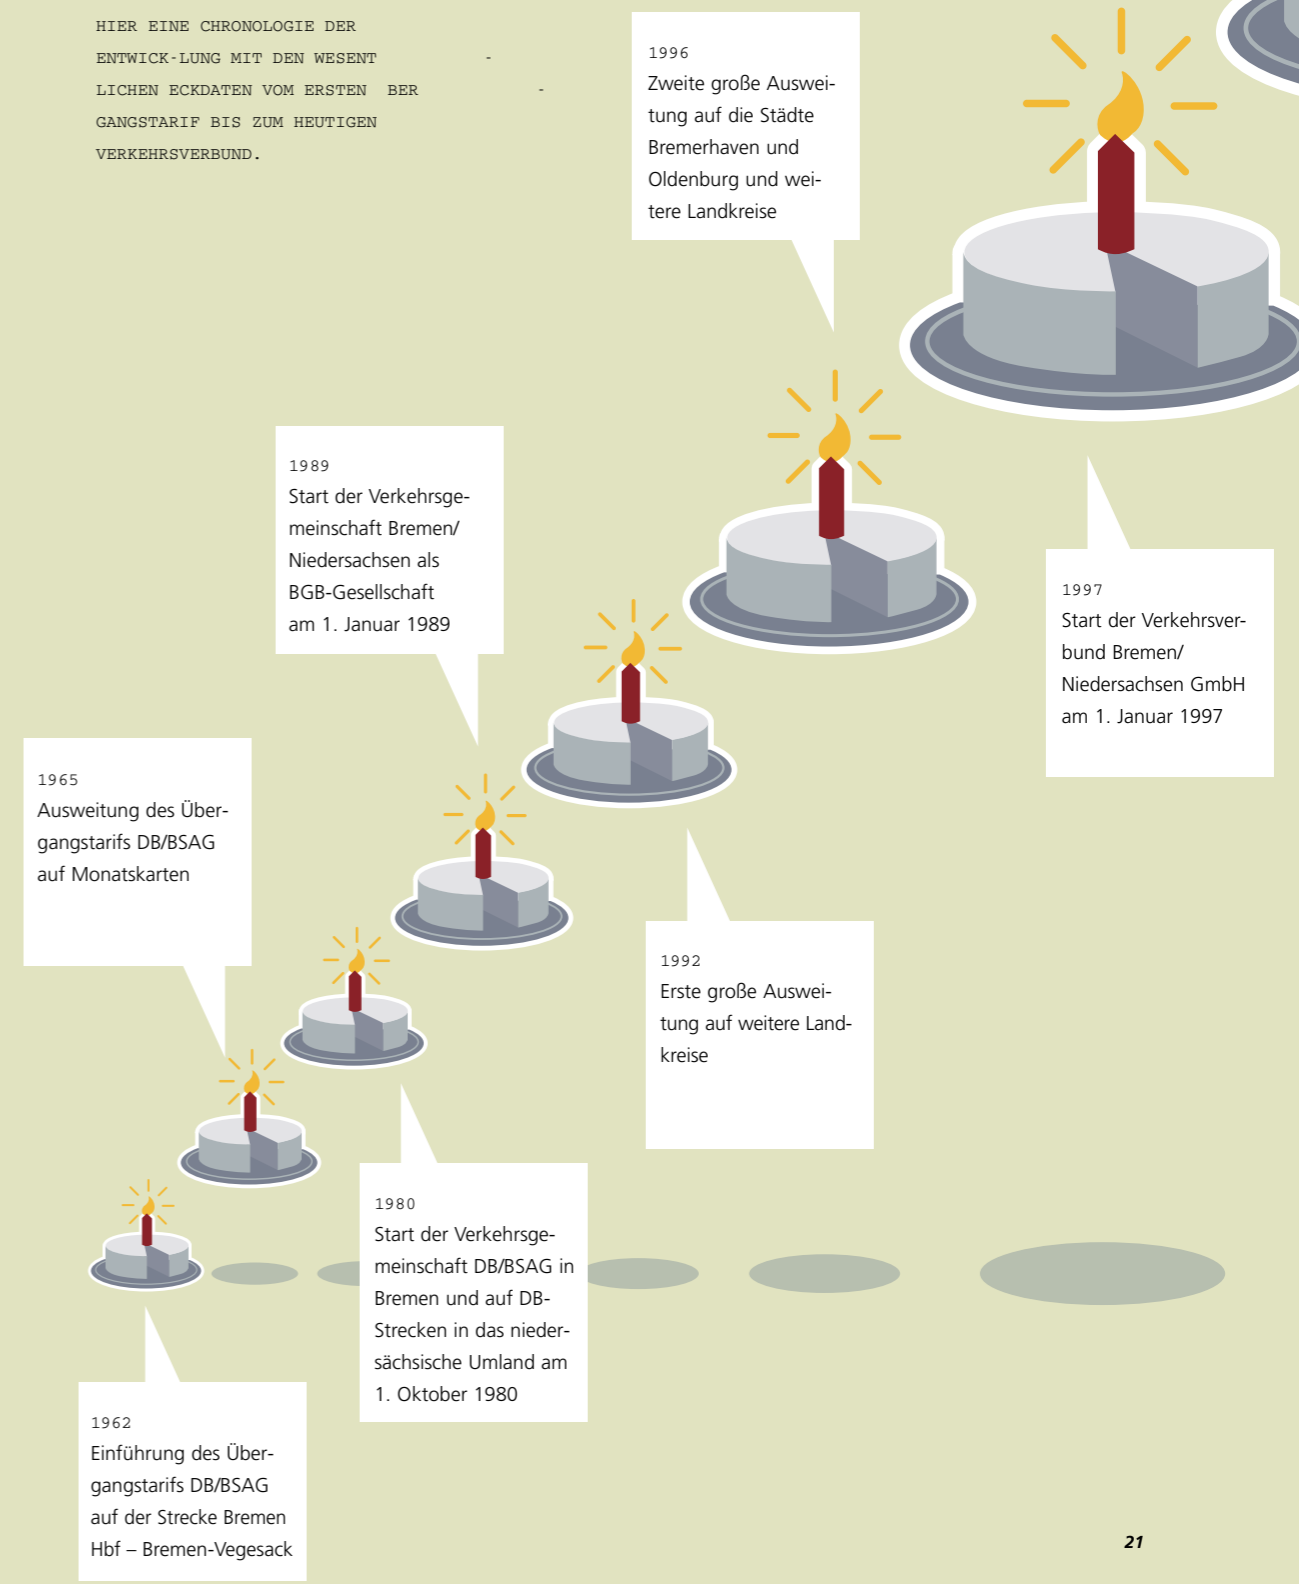 HIER EINE CHRONOLOGIE DER
ENTWICK-LUNG MIT DEN WESENT -
LICHEN ECKDATEN VOM ERSTEN BER -
GANGSTARIF BIS ZUM HEUTIGEN
VERKEHRSVERBUND.
1996
Zweite große Auswei-
tung auf die Städte
Bremerhaven und
Oldenburg und wei-
tere Landkreise
1989
Start der Verkehrsge-
meinschaft Bremen/
Niedersachsen als
BGB-Gesellschaft
am 1. Januar 1989
1997
Start der Verkehrsver-
bund Bremen/
Niedersachsen GmbH
am 1. Januar 1997
1965
Ausweitung des Über-
gangstarifs DB/BSAG
auf Monatskarten
1992
Erste große Auswei-
tung auf weitere Land-
kreise
1980
Start der Verkehrsge-
meinschaft DB/BSAG in
Bremen und auf DB-
Strecken in das nieder-
sächsische Umland am
1. Oktober 1980
1962
Einführung des Über-
gangstarifs DB/BSAG
auf der Strecke Bremen
Hbf – Bremen-Vegesack
21